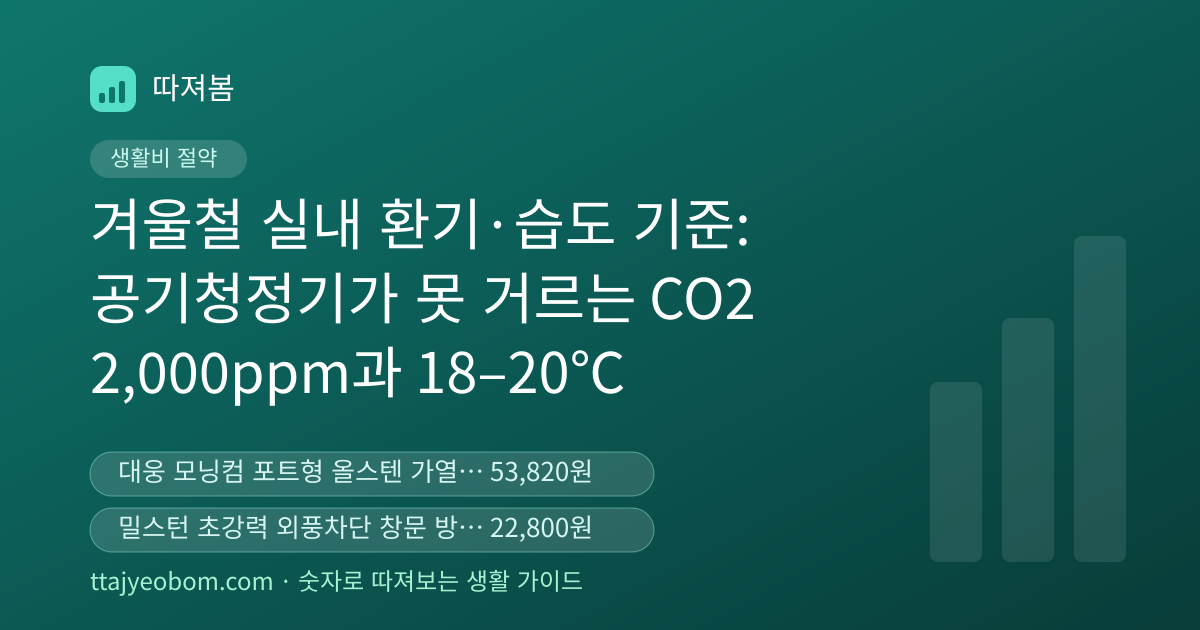 따져봄
생활비 절약
겨울철 실내 환기·습도 기준:
공기청정기가 못 거르는 CO2
2,000ppm과 18–20℃
대웅 모닝컴 포트형 올스텐 가열… 53,820원
밀스턴 초강력 외풍차단 창문 방… 22,800원
ttajyeobom.com · 숫자로 따져보는 생활 가이드